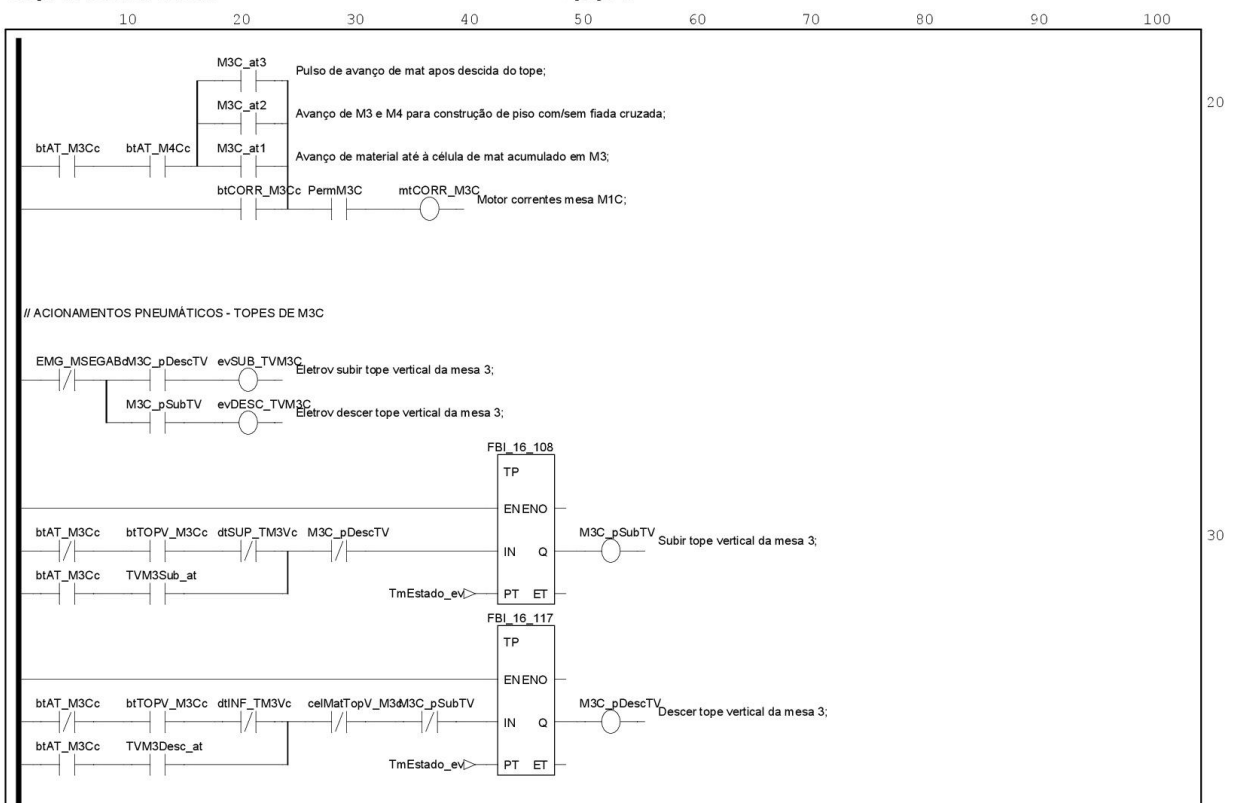 10 20 30 40 50 60 70 80 90 100
M3C_at3
Pulso de avanço de mat apos descida do tope;
M3C_at2
20
Avanço de M3 e M4 para construção de piso com/sem fiada cruzada;
btAT_M3Cc btAT_M4Cc M3C_at1
Avanço de material até à célula de mat acumulado em M3;
btCORR_M3Cc PermM3C mtCORR_M3C
Motor correntes mesa M1C;
// ACIONAMENTOS PNEUMÁTICOS - TOPES DE M3C
EMG_MSEGABd M3C_pDescTV evSUB_TVM3C
Eletrov subir tope vertical da mesa 3;
M3C_pSubTV evDESC_TVM3C
Eletrov descer tope vertical da mesa 3;
FBI_16_108
TP
EN ENO
btAT_M3Cc btTOPV_M3Cc dtSUP_TM3Vc M3C_pDescTV M3C_pSubTV
30
Subir tope vertical da mesa 3;
IN Q
btAT_M3Cc TVM3Sub_at
TmEstado_ev PT ET
FBI_16_117
TP
EN ENO
btAT_M3Cc btTOPV_M3Cc dtINF_TM3Vc celMatTopV_M3c M3C_pSubTV M3C_pDescTV
Descer tope vertical da mesa 3;
IN Q
btAT_M3Cc TVM3Desc_at
TmEstado_ev PT ET